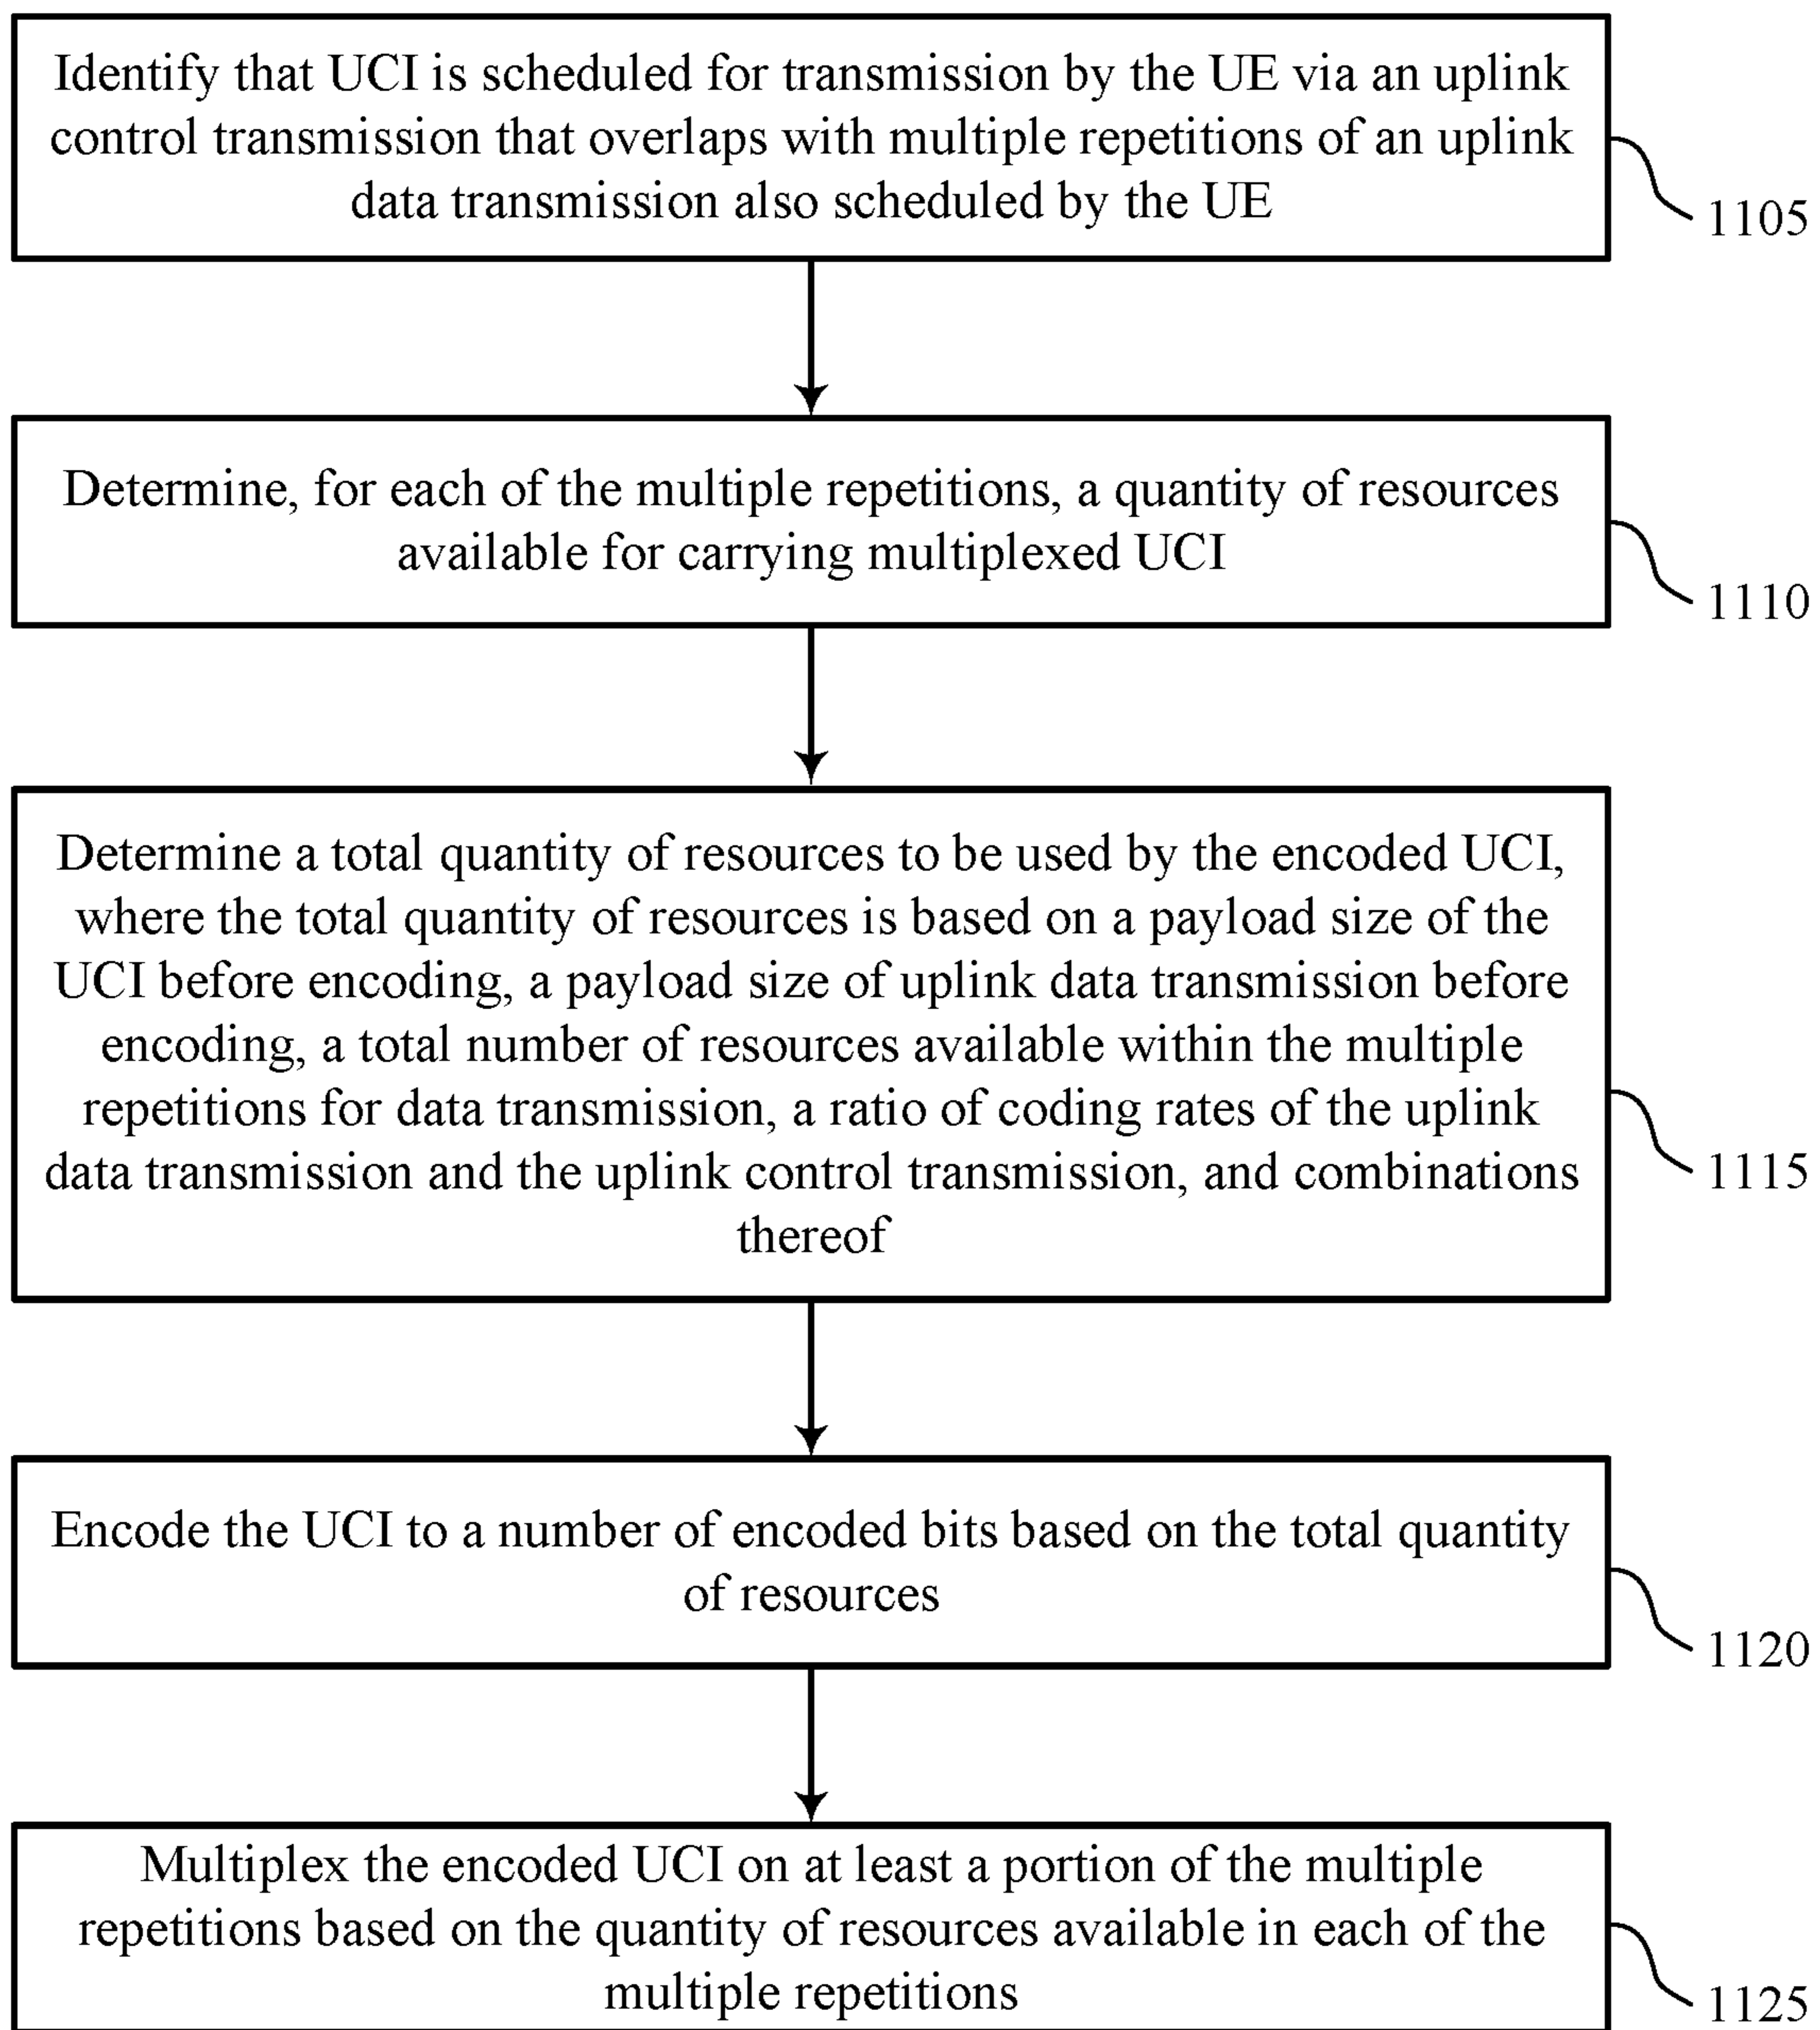 Identify that UCI is scheduled for transmission by the UE via an uplink
control transmission that overlaps with multiple repetitions of an uplink
data transmission also scheduled by the UE
1105
Determine, for each of the multiple repetitions, a quantity of resources
available for carrying multiplexed UCI
1110
Determine a total quantity of resources to be used by the encoded UCI,
where the total quantity of resources is based on a payload size of the
UCI before encoding, a payload size of uplink data transmission before
encoding, a total number of resources available within the multiple
repetitions for data transmission, a ratio of coding rates of the uplink
data transmission and the uplink control transmission, and combinations
thereof
1115
Encode the UCI to a number of encoded bits based on the total quantity
of resources
1120
Multiplex the encoded UCI on at least a portion of the multiple
repetitions based on the quantity of resources available in each of the
multiple repetitions
1125